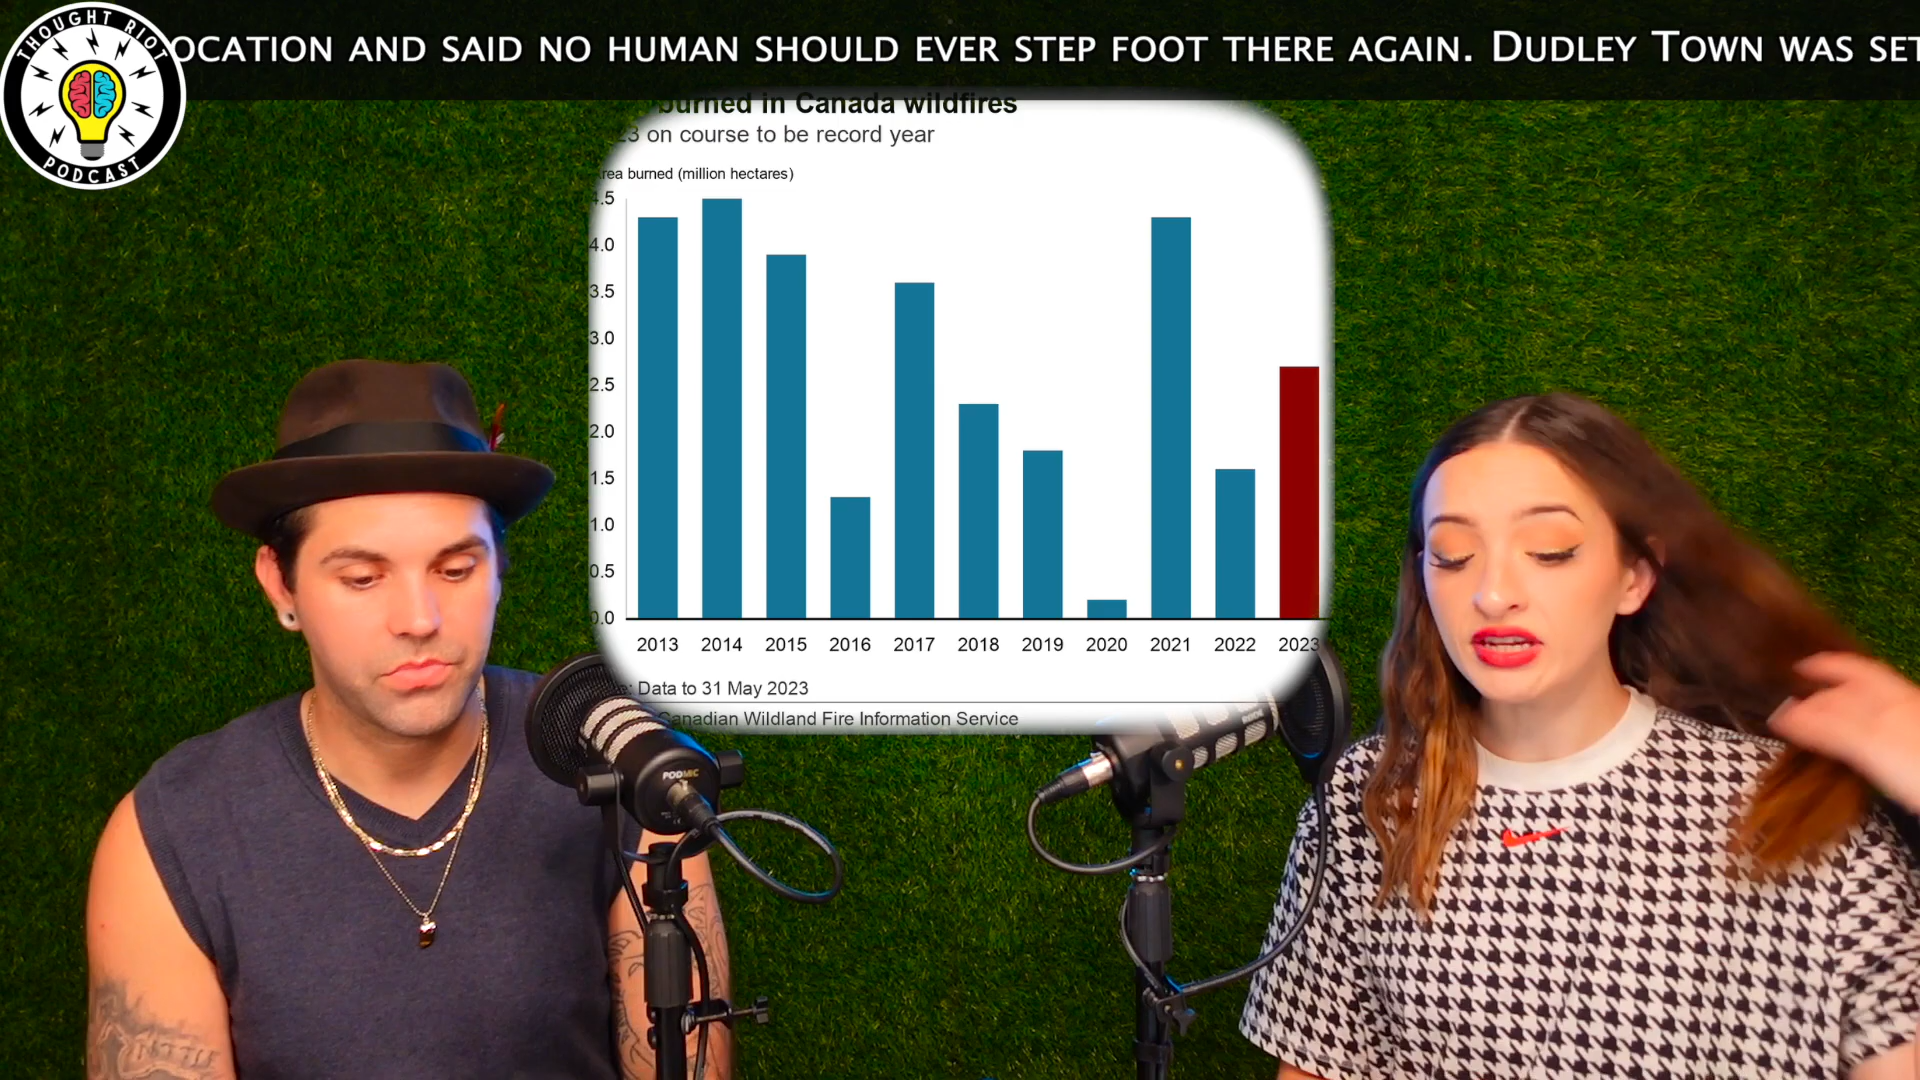 THOUGHT RIOT
PODCAST
OCATION AND SAID NO HUMAN SHOULD EVER STEP FOOT THERE AGAIN. DUDLEY TOWN WAS SET
burned in Canada wildfires
23 on course to be record year
rea burned (million hectares)
4.5
4.0
3.5
3.0
2.5
2.0
1.5
1.0
0.5
0.0
2013 2014 2015 2016 2017 2018 2019 2020 2021 2022 2023
e: Data to 31 May 2023
Canadian Wildland Fire Information Service
PODMIC